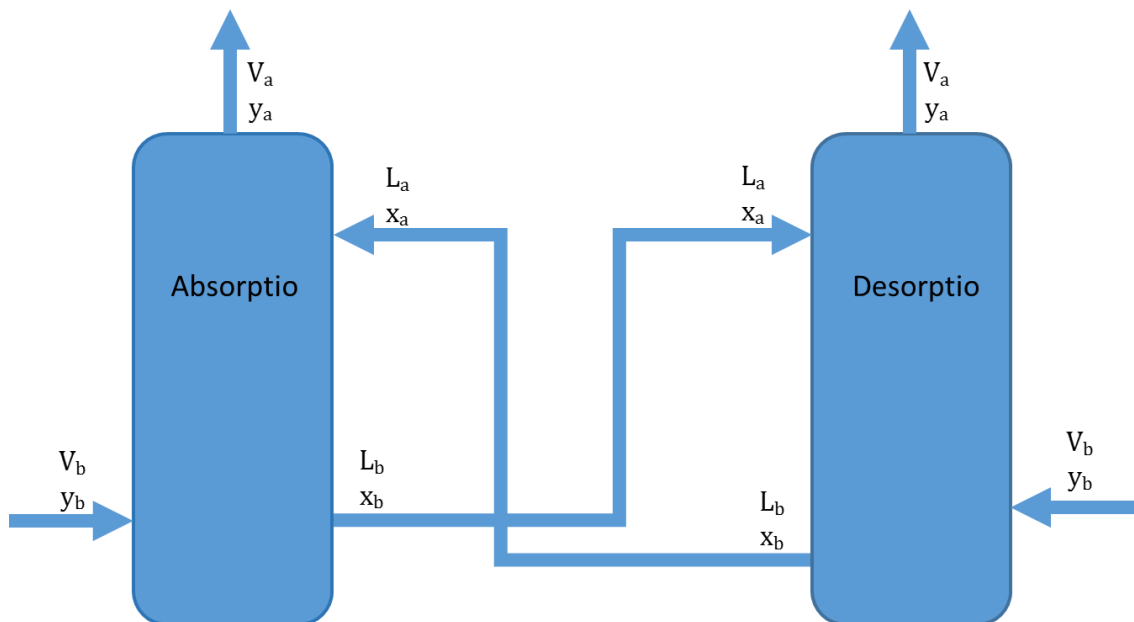 Va
ya
Va
ya
La
xa
La
xa
Absorptio
Desorptio
Vb
yb
Lb
xb
Lb
xb
Vb
yb